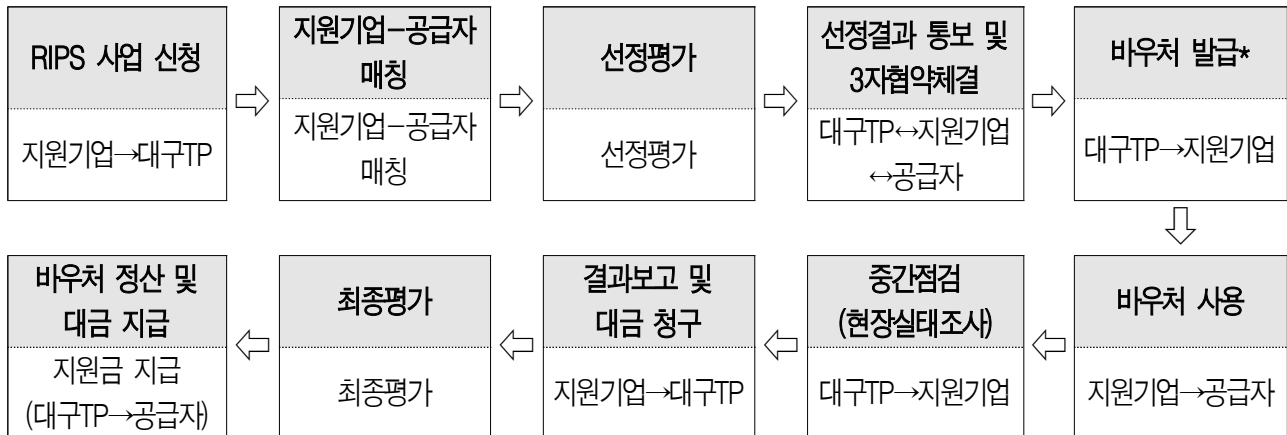 RIPS 사업 신청
지원기업→대구TP
지원기업-공급자
매칭
지원기업-공급자
매칭
선정평가
선정평가
선정결과 통보 및
3자협약체결
대구TP↔지원기업
↔공급자
바우처 발급*
대구TP→지원기업
바우처 사용
지원기업→공급자
중간점검
(현장실태조사)
대구TP→지원기업
결과보고 및
대금 청구
지원기업→대구TP
최종평가
최종평가
바우처 정산 및
대금 지급
지원금 지급
(대구TP→공급자)